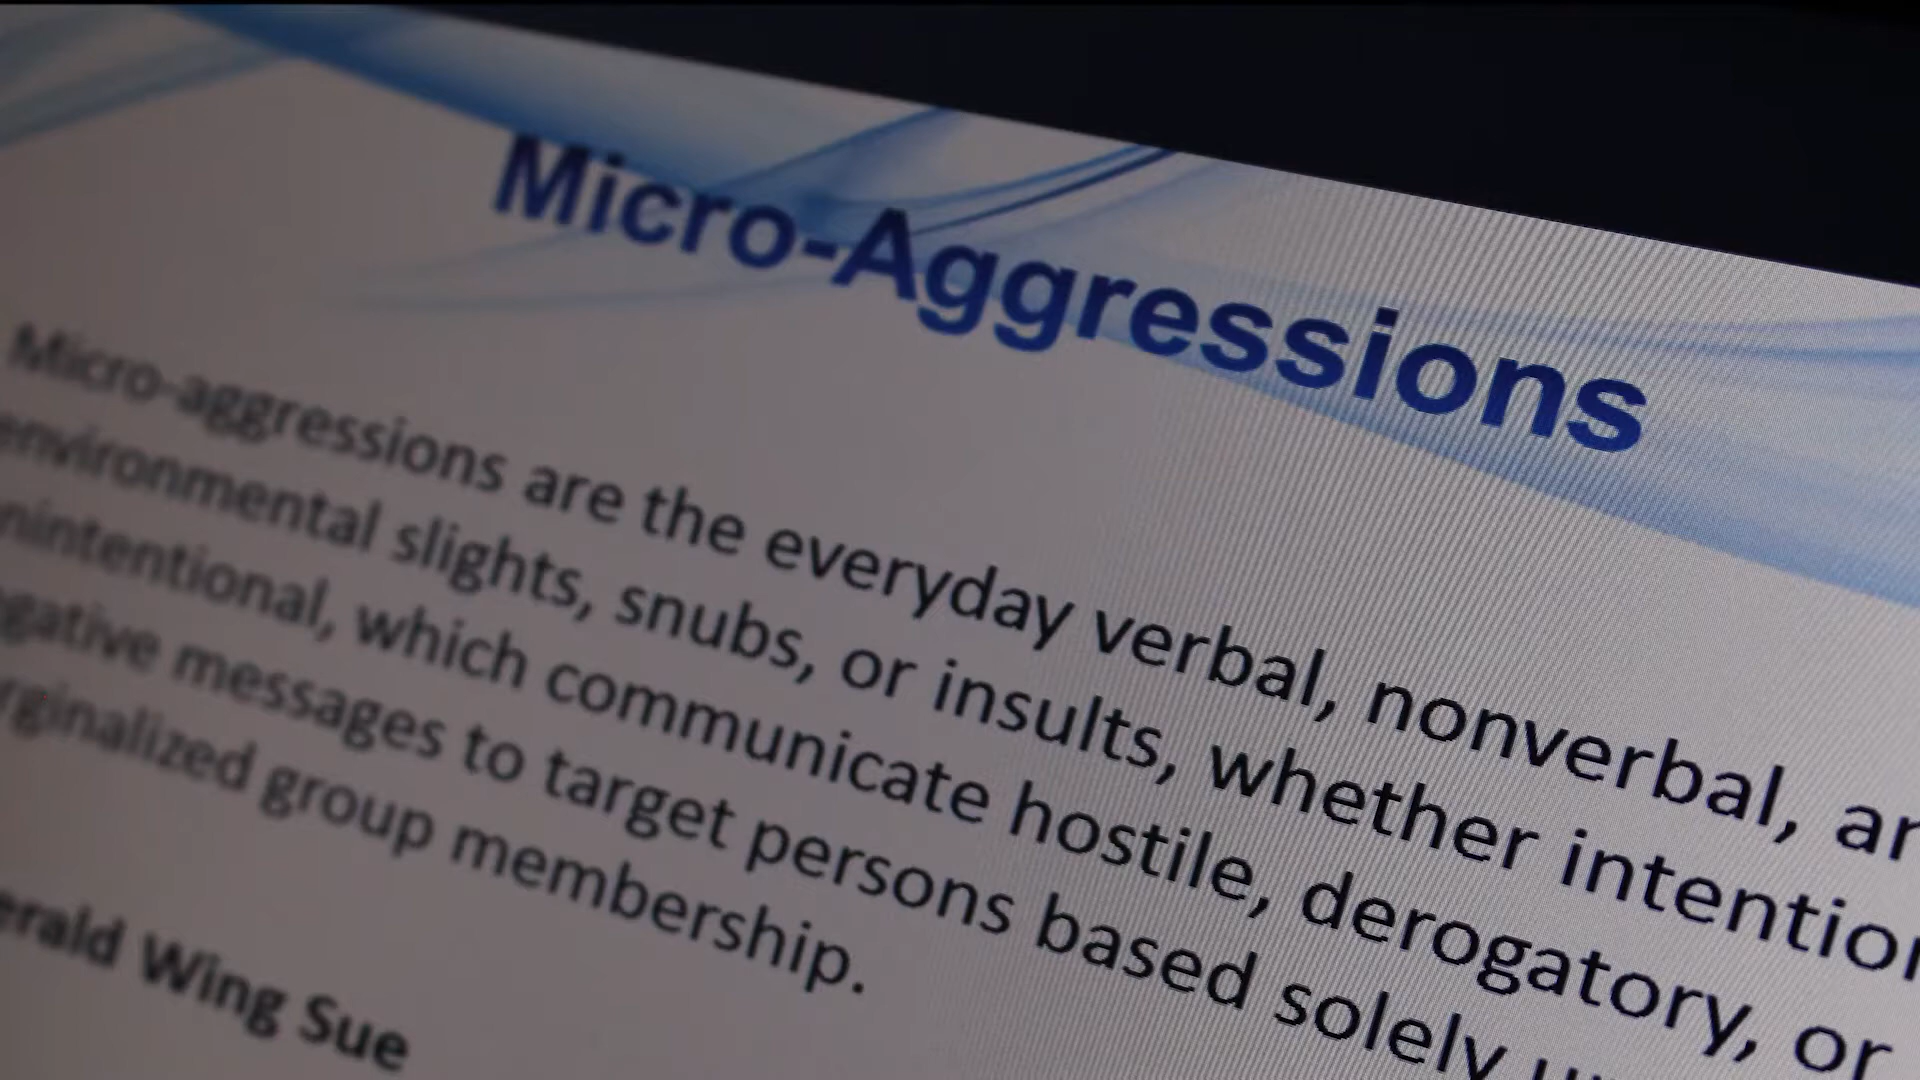 Micro-Aggressions
Micro-aggressions are the everyday verbal, nonverbal, an
environmental slights, snubs, or insults, whether intention
nintentional, which communicate hostile, derogatory, or
gative messages to target persons based solely u
rginalized group membership.
erald Wing Sue